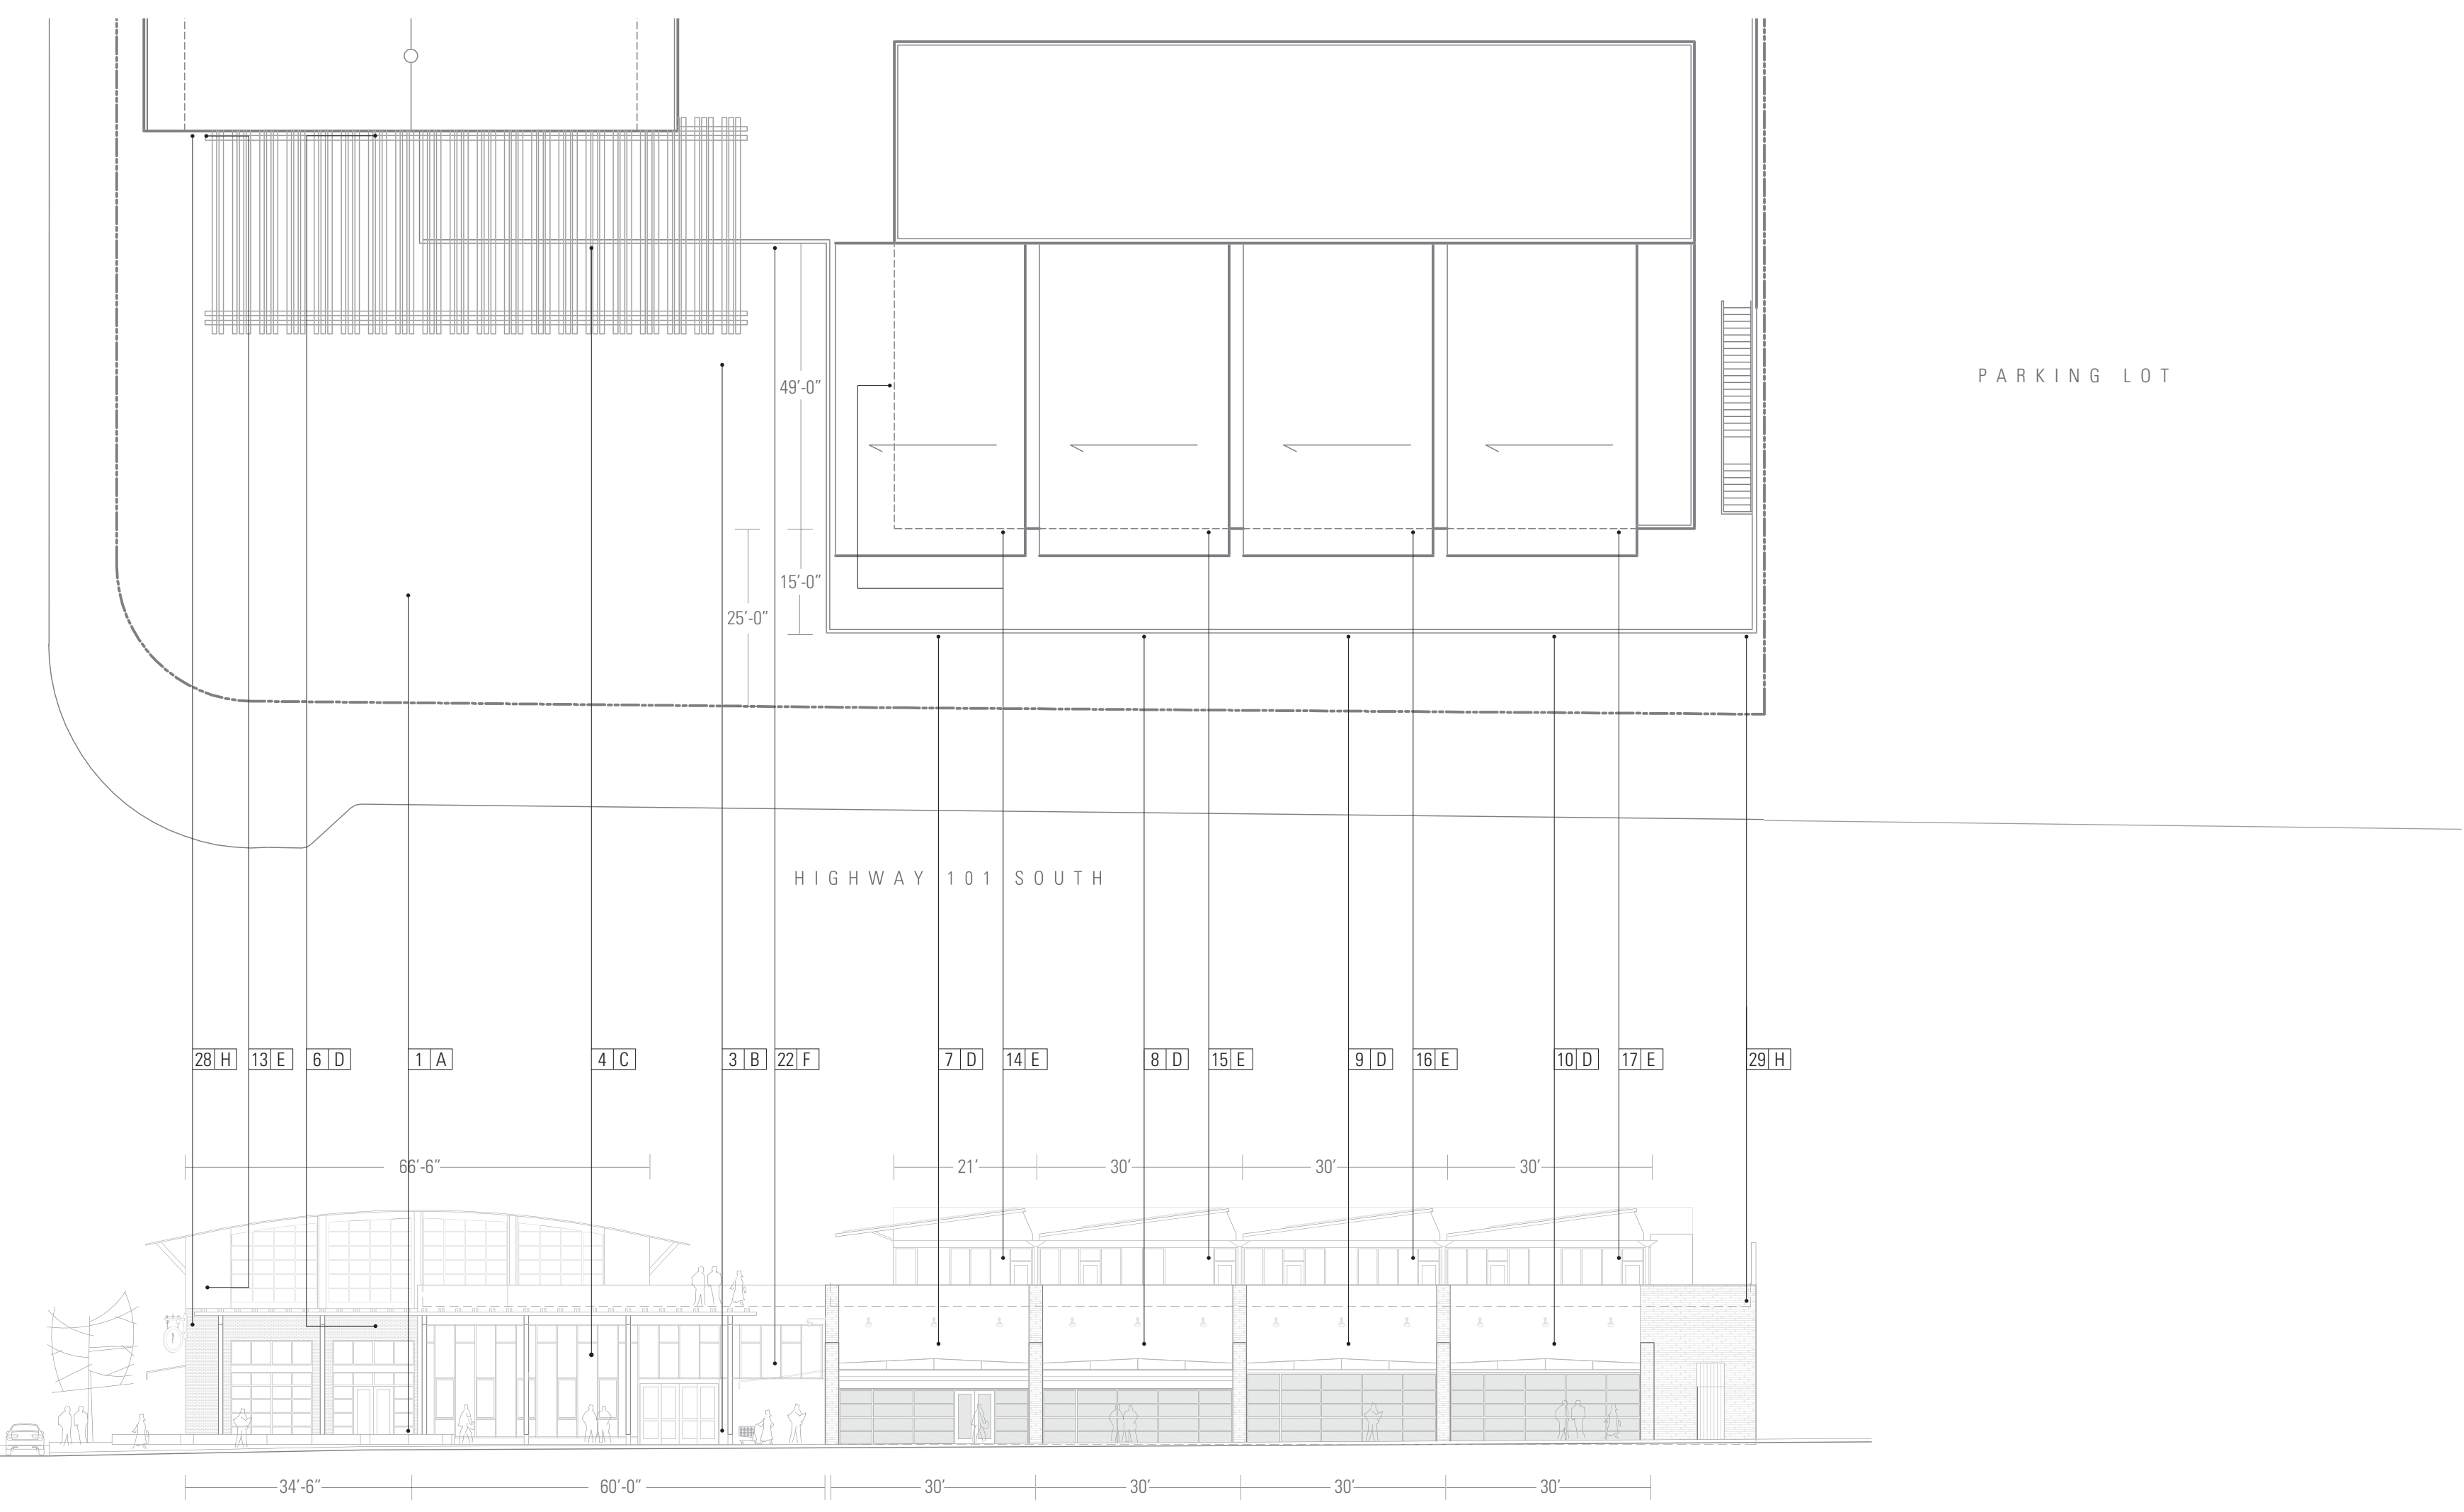 PARKING LOT
49'-0"
15'-0"
25'-0"
HIGHWAY 101 SOUTH
28 H 13 E 6 D 1 A 4 C 3 B 22 F 7 D 14 E 8 D 15 E 9 D 16 E 10 D 17 E 29 H
66'-6" 21' 30' 30' 30'
34'-6" 60'-0" 30' 30' 30' 30'